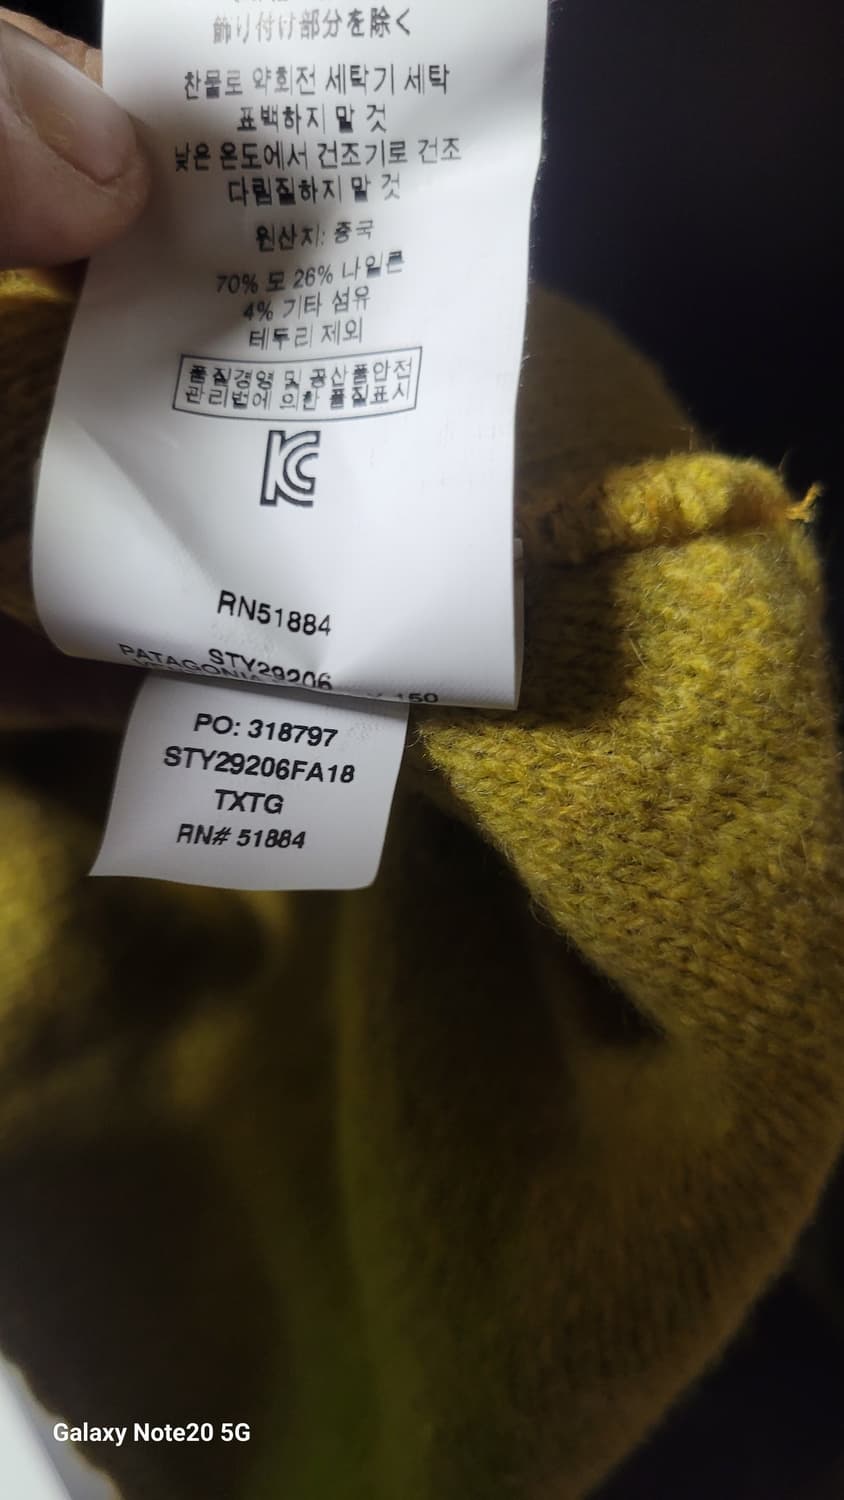 飾り付け部分を除く
찬물로 약회전 세탁기 세탁
표백하지 말 것
낮은 온도에서 건조기로 건조
다림질하지 말 것
원산지: 중국
70% 모 26% 나일론
4% 기타 섬유
테두리 제외
품질경영 및 공산품안전
관리법에 의한 품질표시
KC
RN51884
STY29206
PATAGONIA
150
PO: 318797
STY29206FA18
TXTG
RN# 51884
Galaxy Note20 5G